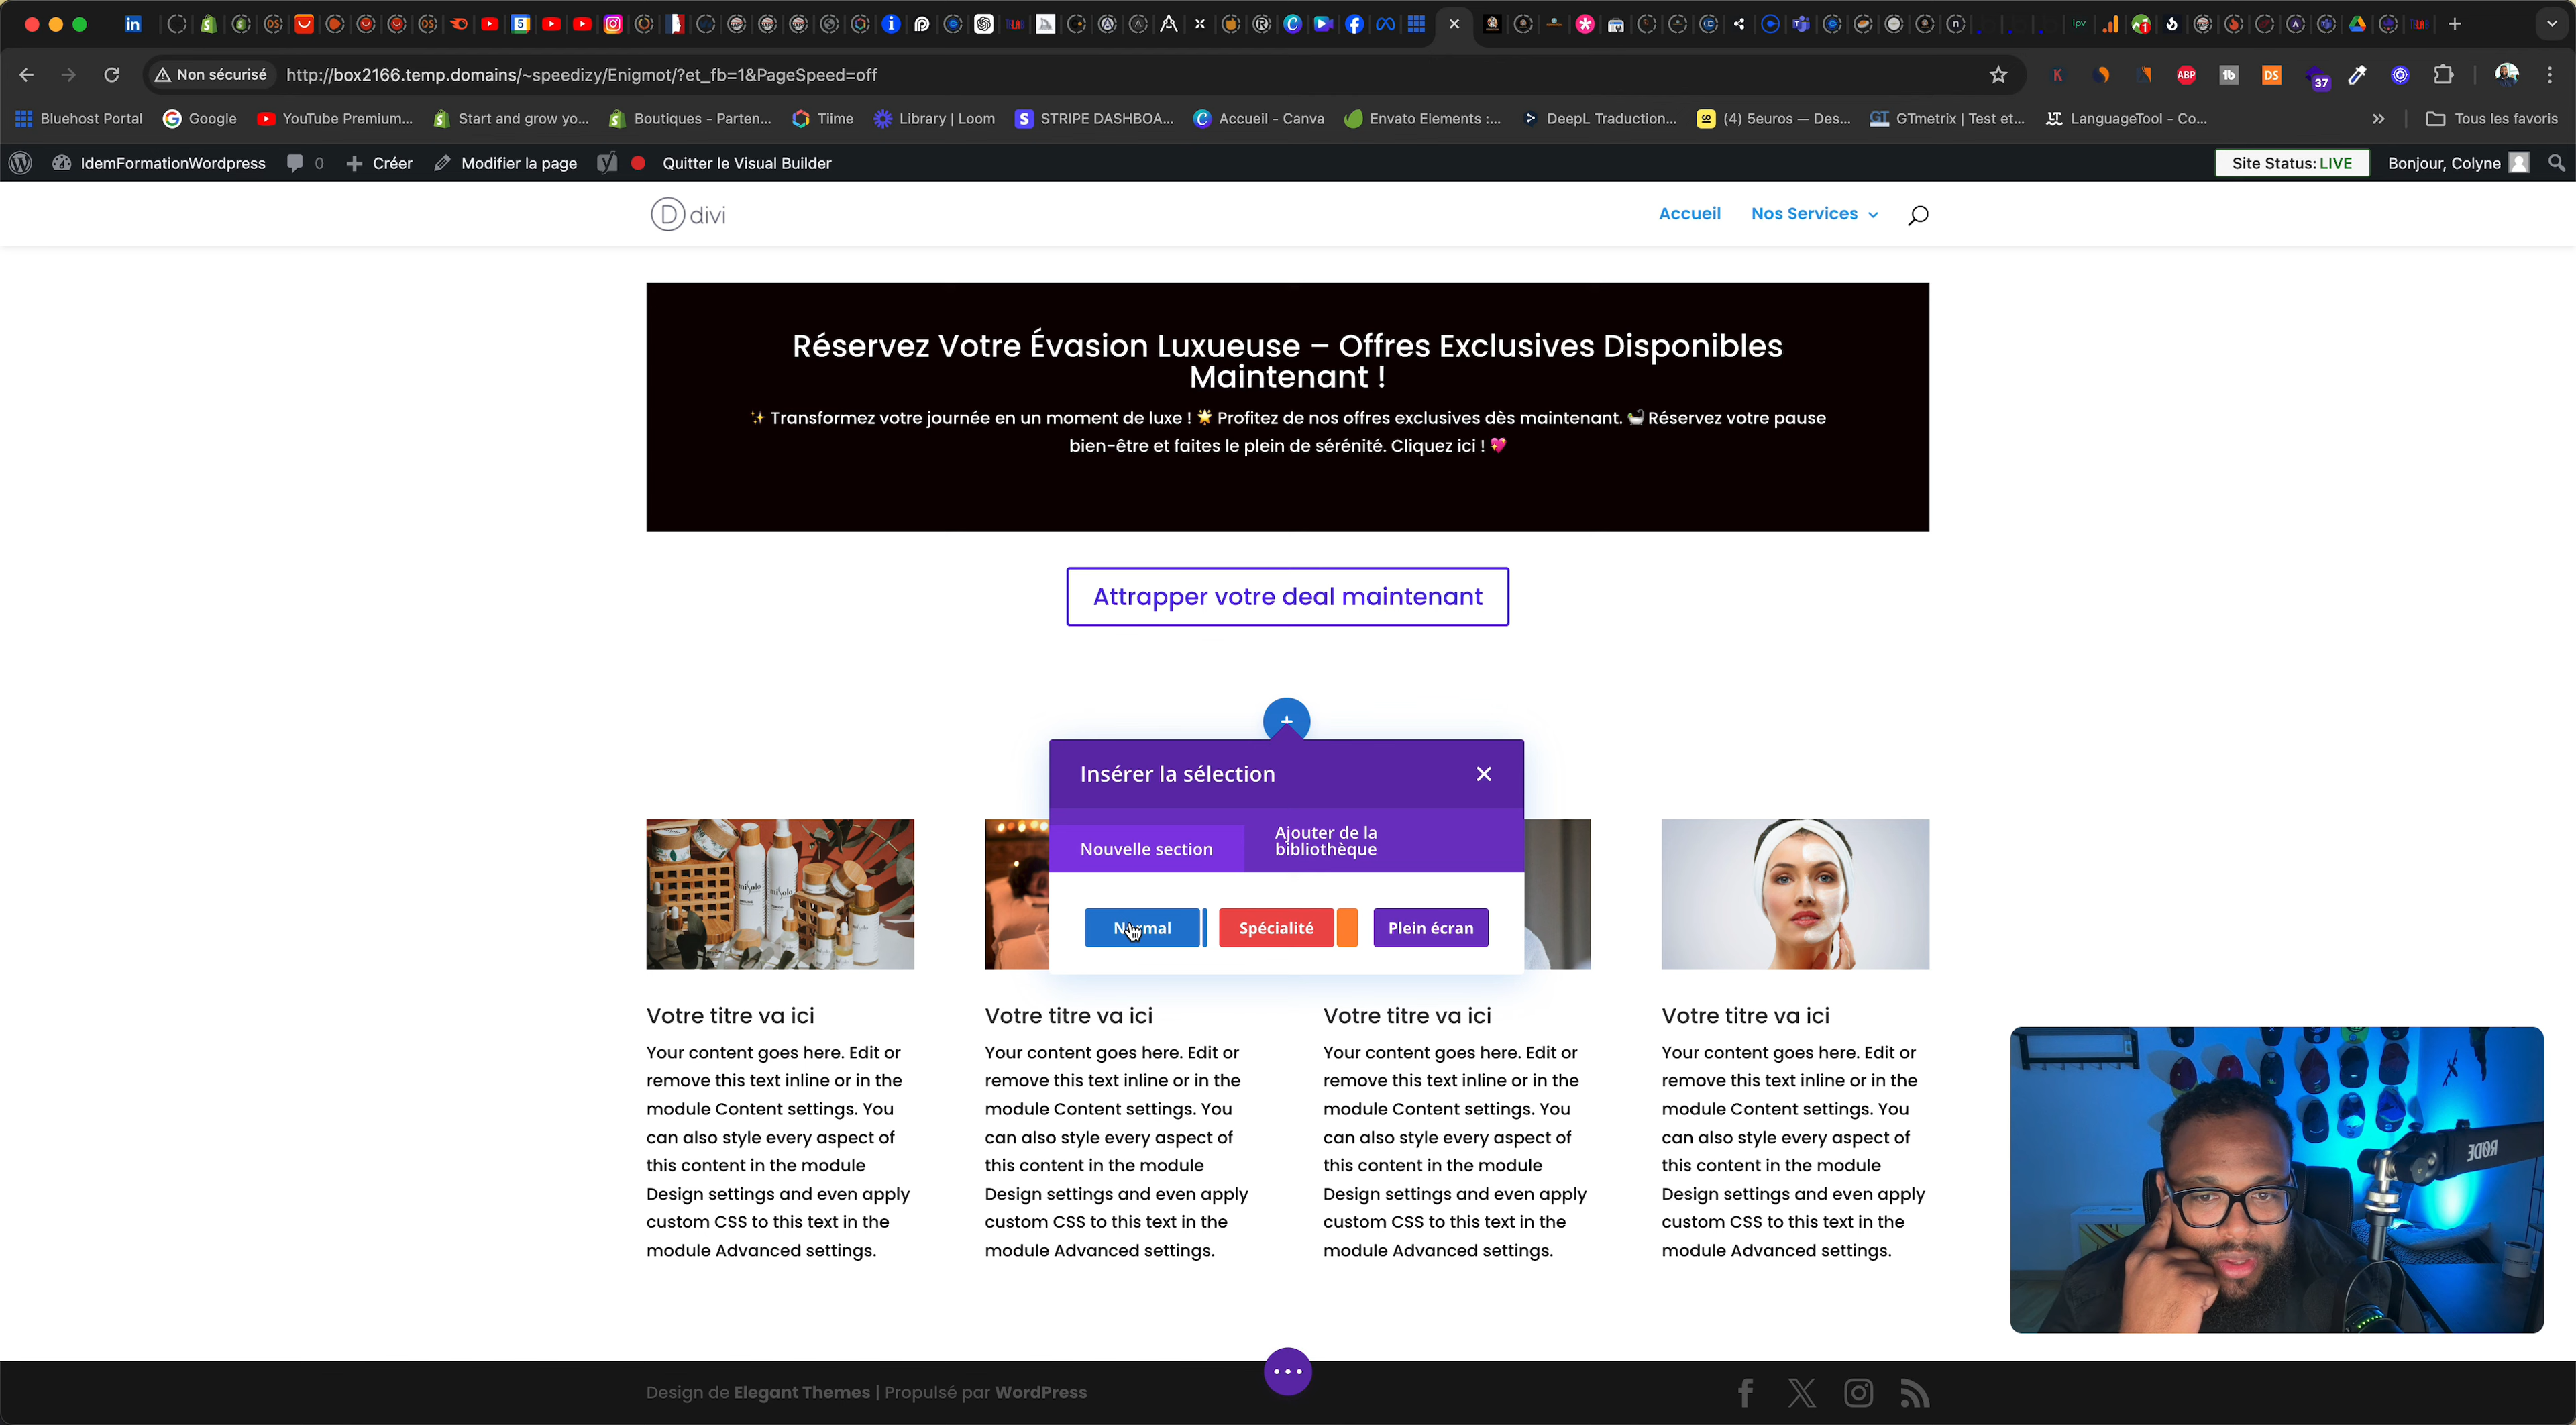 Non sécurisé
http://box2166.temp.domains/~speedizy/Enigmot/?et_fb=1&PageSpeed=off
ABP
DS
37
Bluehost Portal
Google
YouTube Premium...
Start and grow yo...
Boutiques - Parten...
Tiime
Library | Loom
STRIPE DASHBOA...
Accueil - Canva
Envato Elements :...
DeepL Traduction...
(4) 5euros — Des...
GTmetrix | Test et...
LanguageTool - Co...
Tous les favoris
IdemFormationWordpress
0
Créer
Modifier la page
Quitter le Visual Builder
Site Status: LIVE
Bonjour, Colyne
D divi
Accueil
Nos Services
Réservez Votre Évasion Luxueuse – Offres Exclusives Disponibles
Maintenant !
✨ Transformez votre journée en un moment de luxe ! 🌟 Profitez de nos offres exclusives dès maintenant. 🛀 Réservez votre pause
bien-être et faites le plein de sérénité. Cliquez ici ! 💖
Attrapper votre deal maintenant
Insérer la sélection
Nouvelle section
Ajouter de la
bibliothèque
Normal
Spécialité
Plein écran
Votre titre va ici
Your content goes here. Edit or
remove this text inline or in the
module Content settings. You
can also style every aspect of
this content in the module
Design settings and even apply
custom CSS to this text in the
module Advanced settings.
Votre titre va ici
Your content goes here. Edit or
remove this text inline or in the
module Content settings. You
can also style every aspect of
this content in the module
Design settings and even apply
custom CSS to this text in the
module Advanced settings.
Votre titre va ici
Your content goes here. Edit or
remove this text inline or in the
module Content settings. You
can also style every aspect of
this content in the module
Design settings and even apply
custom CSS to this text in the
module Advanced settings.
Votre titre va ici
Your content goes here. Edit or
remove this text inline or in the
module Content settings. You
can also style every aspect of
this content in the module
Design settings and even apply
custom CSS to this text in the
module Advanced settings.
RØDE
Design de Elegant Themes | Propulsé par WordPress